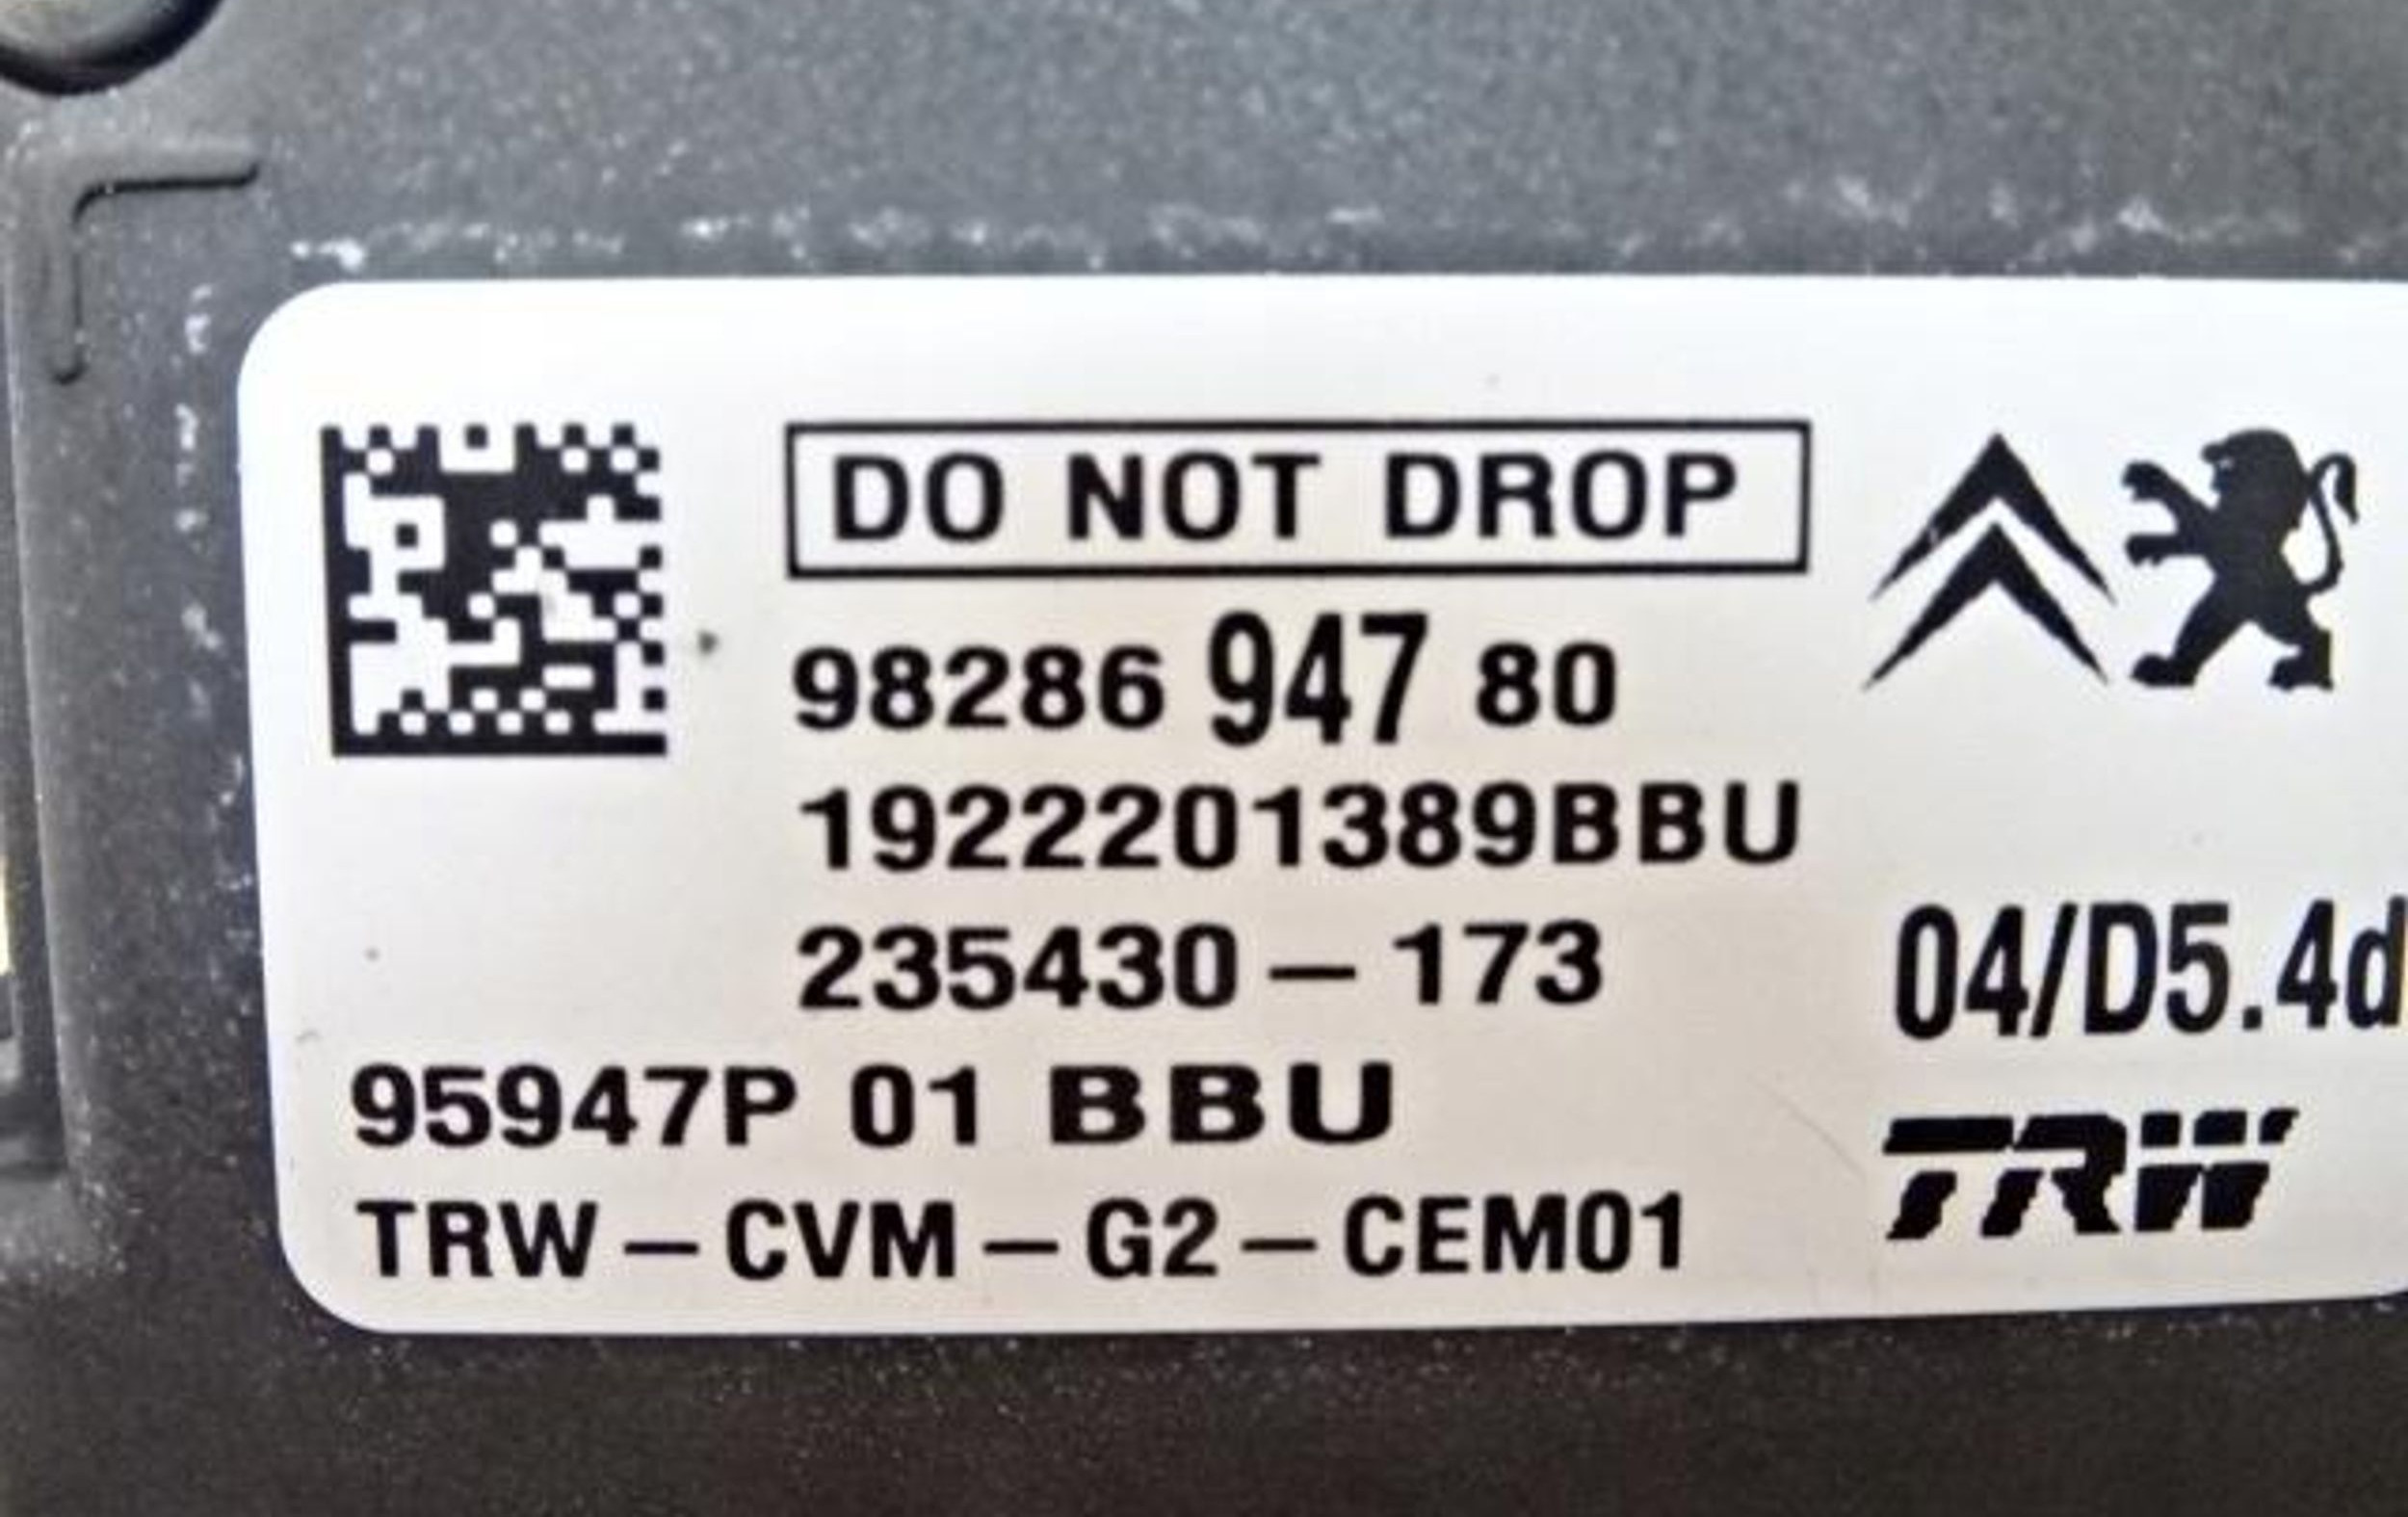 DO NOT DROP
98286 947 80
1922201389BBU
235430-173
04/D5.4d
95947P 01 BBU
TRW-CVM-G2-CEM01
TRW